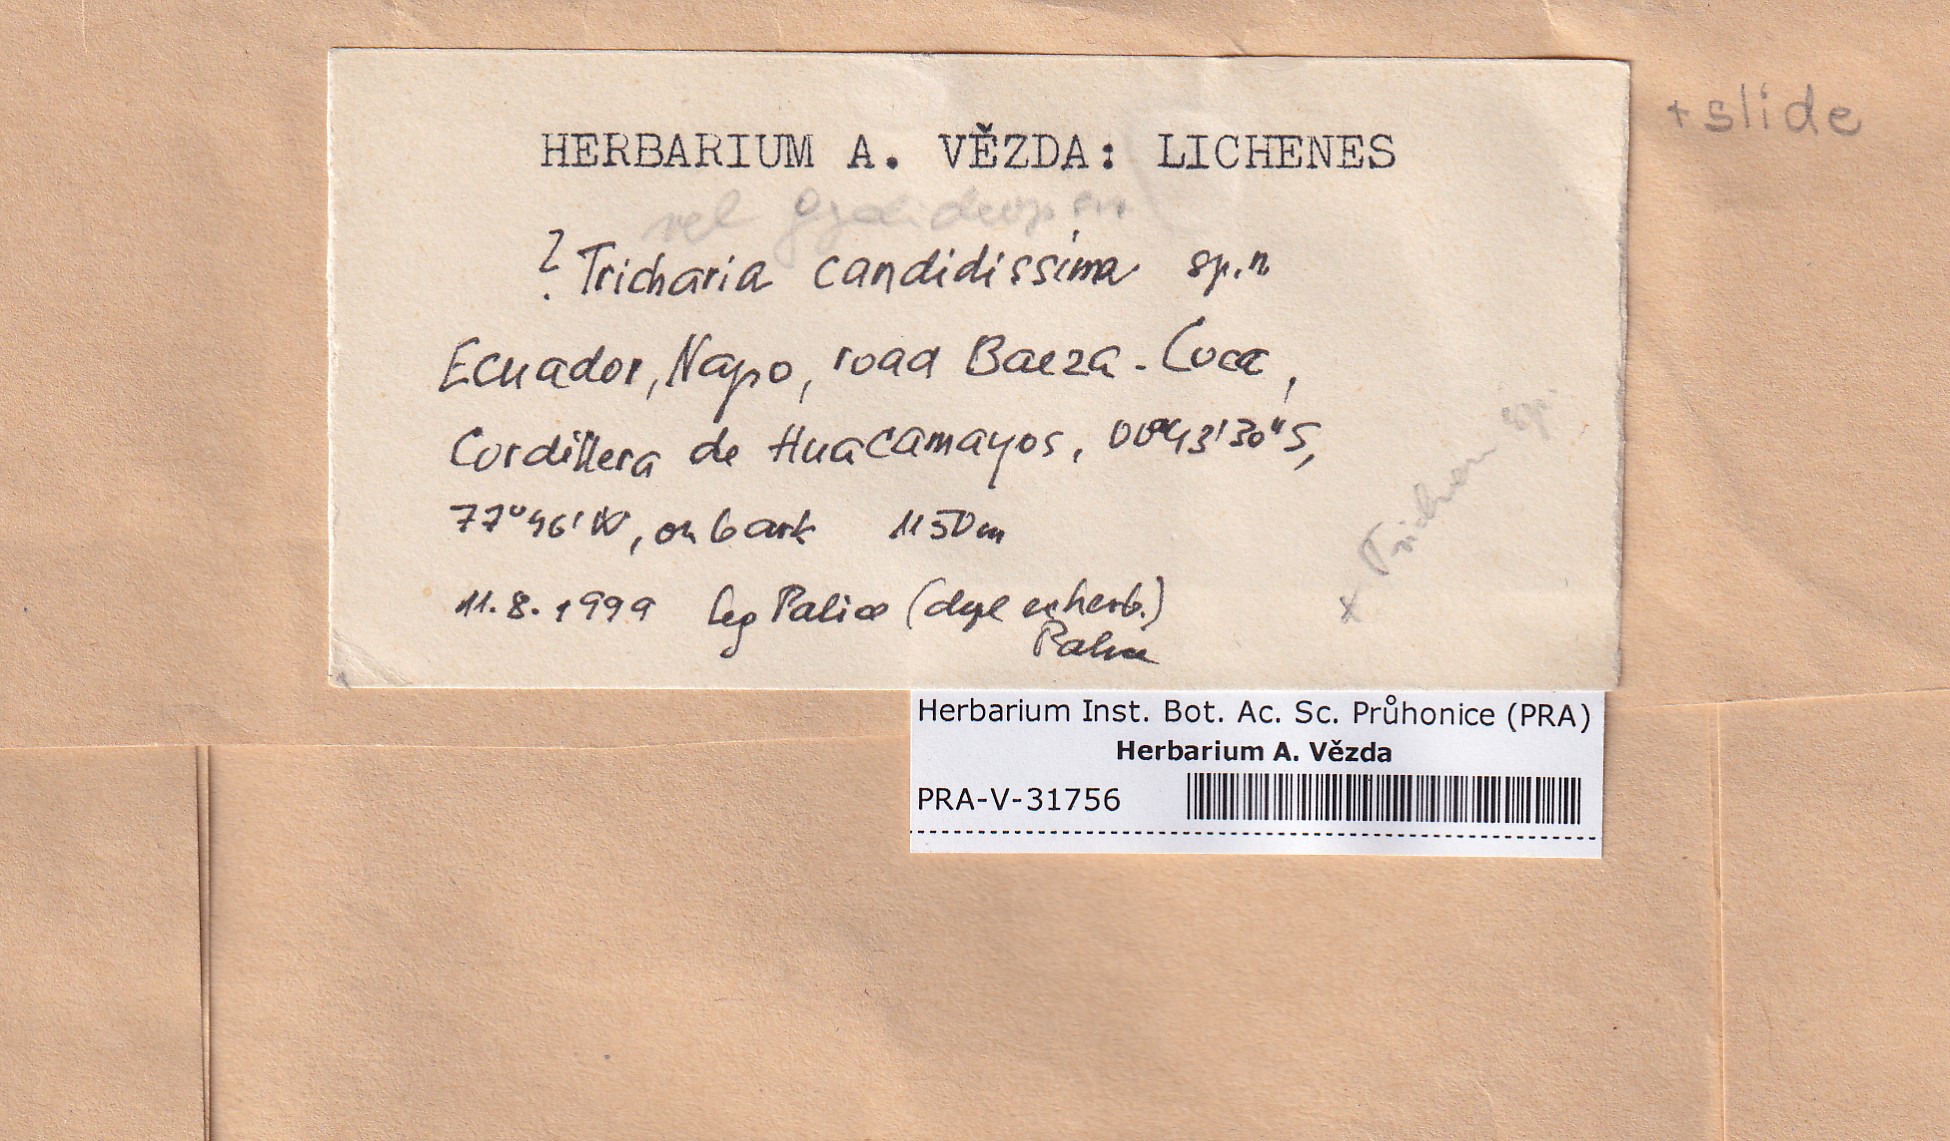 + slide
HERBARIUM A. VĚZDA: LICHENES
vel
? Tricharia candidissima sp.n
Ecuador, Napo, road Baeza - Coca,
Cordillera de Huacamayos, 00°43'30"S,
77°46'W, on bark 1150m
11.8.1999 leg Palice (dupl ex herb.)
Palice
x
Herbarium Inst. Bot. Ac. Sc. Průhonice (PRA)
Herbarium A. Vězda
PRA-V-31756